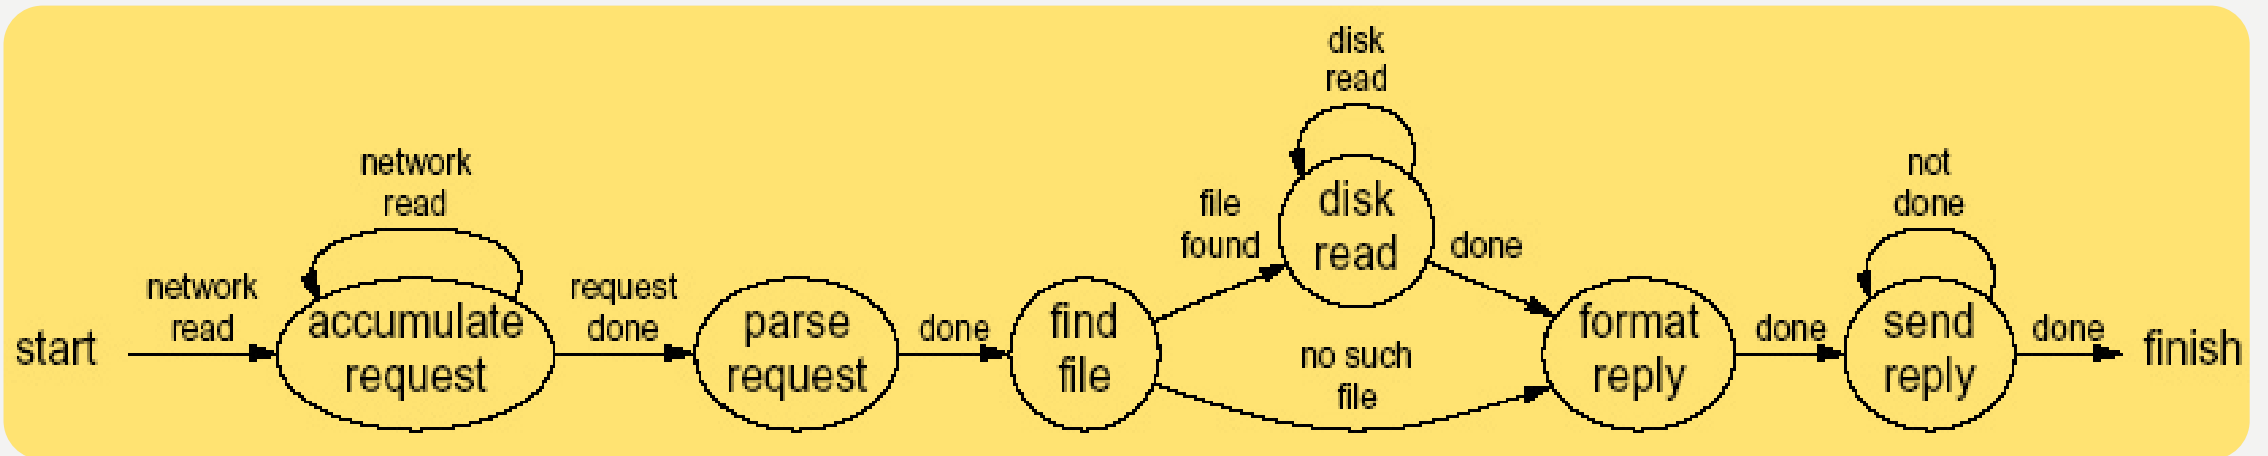 start
network
read
network
read
accumulate
request
request
done
parse
request
done
find
file
file
found
disk
read
disk
read
done
no such
file
format
reply
done
not
done
send
reply
done
finish